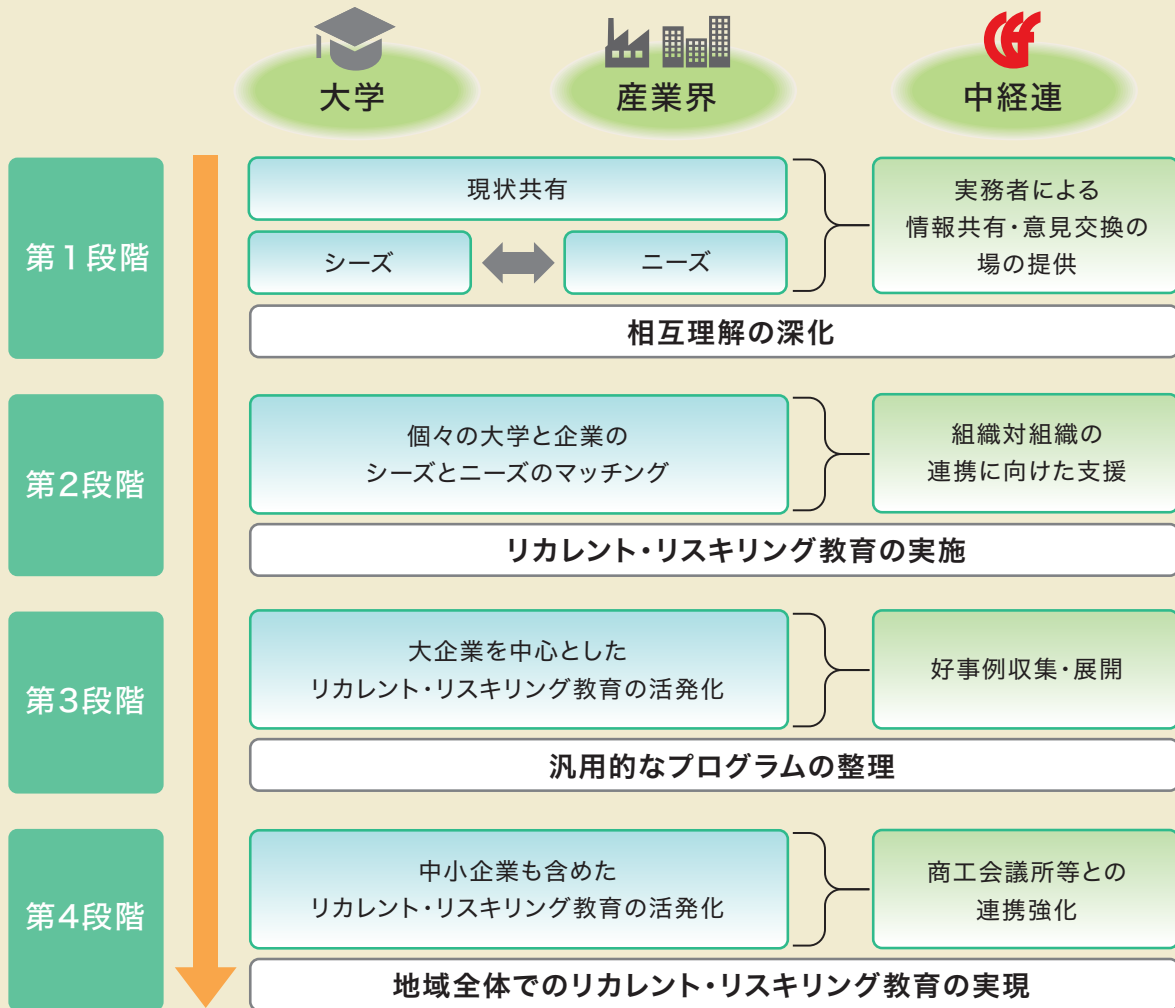 大学
産業界
中経連
第1段階
現状共有
シーズ
ニーズ
実務者による
情報共有・意見交換の
場の提供
相互理解の深化
第2段階
個々の大学と企業の
シーズとニーズのマッチング
組織対組織の
連携に向けた支援
リカレント・リスキリング教育の実施
第3段階
大企業を中心とした
リカレント・リスキリング教育の活発化
好事例収集・展開
汎用的なプログラムの整理
第4段階
中小企業も含めた
リカレント・リスキリング教育の活発化
商工会議所等との
連携強化
地域全体でのリカレント・リスキリング教育の実現